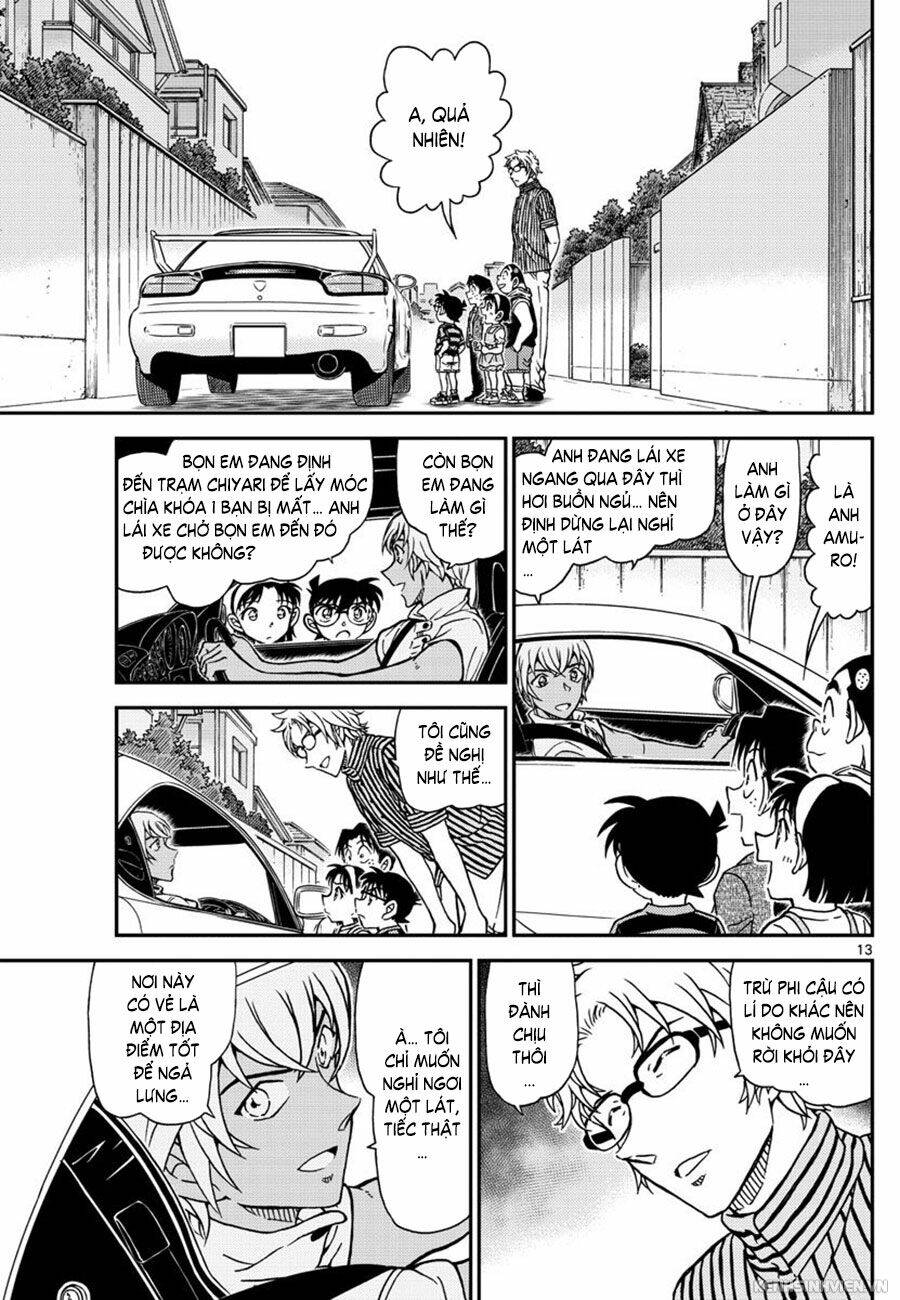 A, QUẢ
NHIÊN!
LÀ
ANH
AMU-
RO!
ANH
LÀM GÌ
Ở ĐÂY
VẬY?
ANH ĐANG LÁI XE
NGANG QUA ĐÂY THÌ
HƠI BUỒN NGỦ... NÊN
ĐỊNH DỪNG LẠI NGHỈ
MỘT LÁT
...
CÒN BỌN
EM ĐANG
LÀM GÌ
THẾ?
BỌN EM ĐANG ĐỊNH
ĐẾN TRẠM CHIYARI ĐỂ LẤY MÓC
CHÌA KHÓA 1 BẠN BỊ MẤT... ANH
LÁI XE CHỞ BỌN EM ĐẾN ĐÓ
ĐƯỢC KHÔNG?
TÔI CŨNG
ĐỀ NGHỊ
NHƯ THẾ...
13
TRỪ PHI CẬU CÓ
LÍ DO KHÁC NÊN
KHÔNG MUỐN
RỜI KHỎI ĐÂY
...
THÌ
ĐÀNH
CHỊU
THÔI
...
À... TÔI
CHỈ MUỐN
NGHỈ NGƠI
MỘT LÁT,
TIẾC THẬT
...
NƠI NÀY
CÓ VẺ LÀ
MỘT ĐỊA
ĐIỂM TỐT
ĐỂ NGẢ
LƯNG...
KENHSINHVIEN.VN